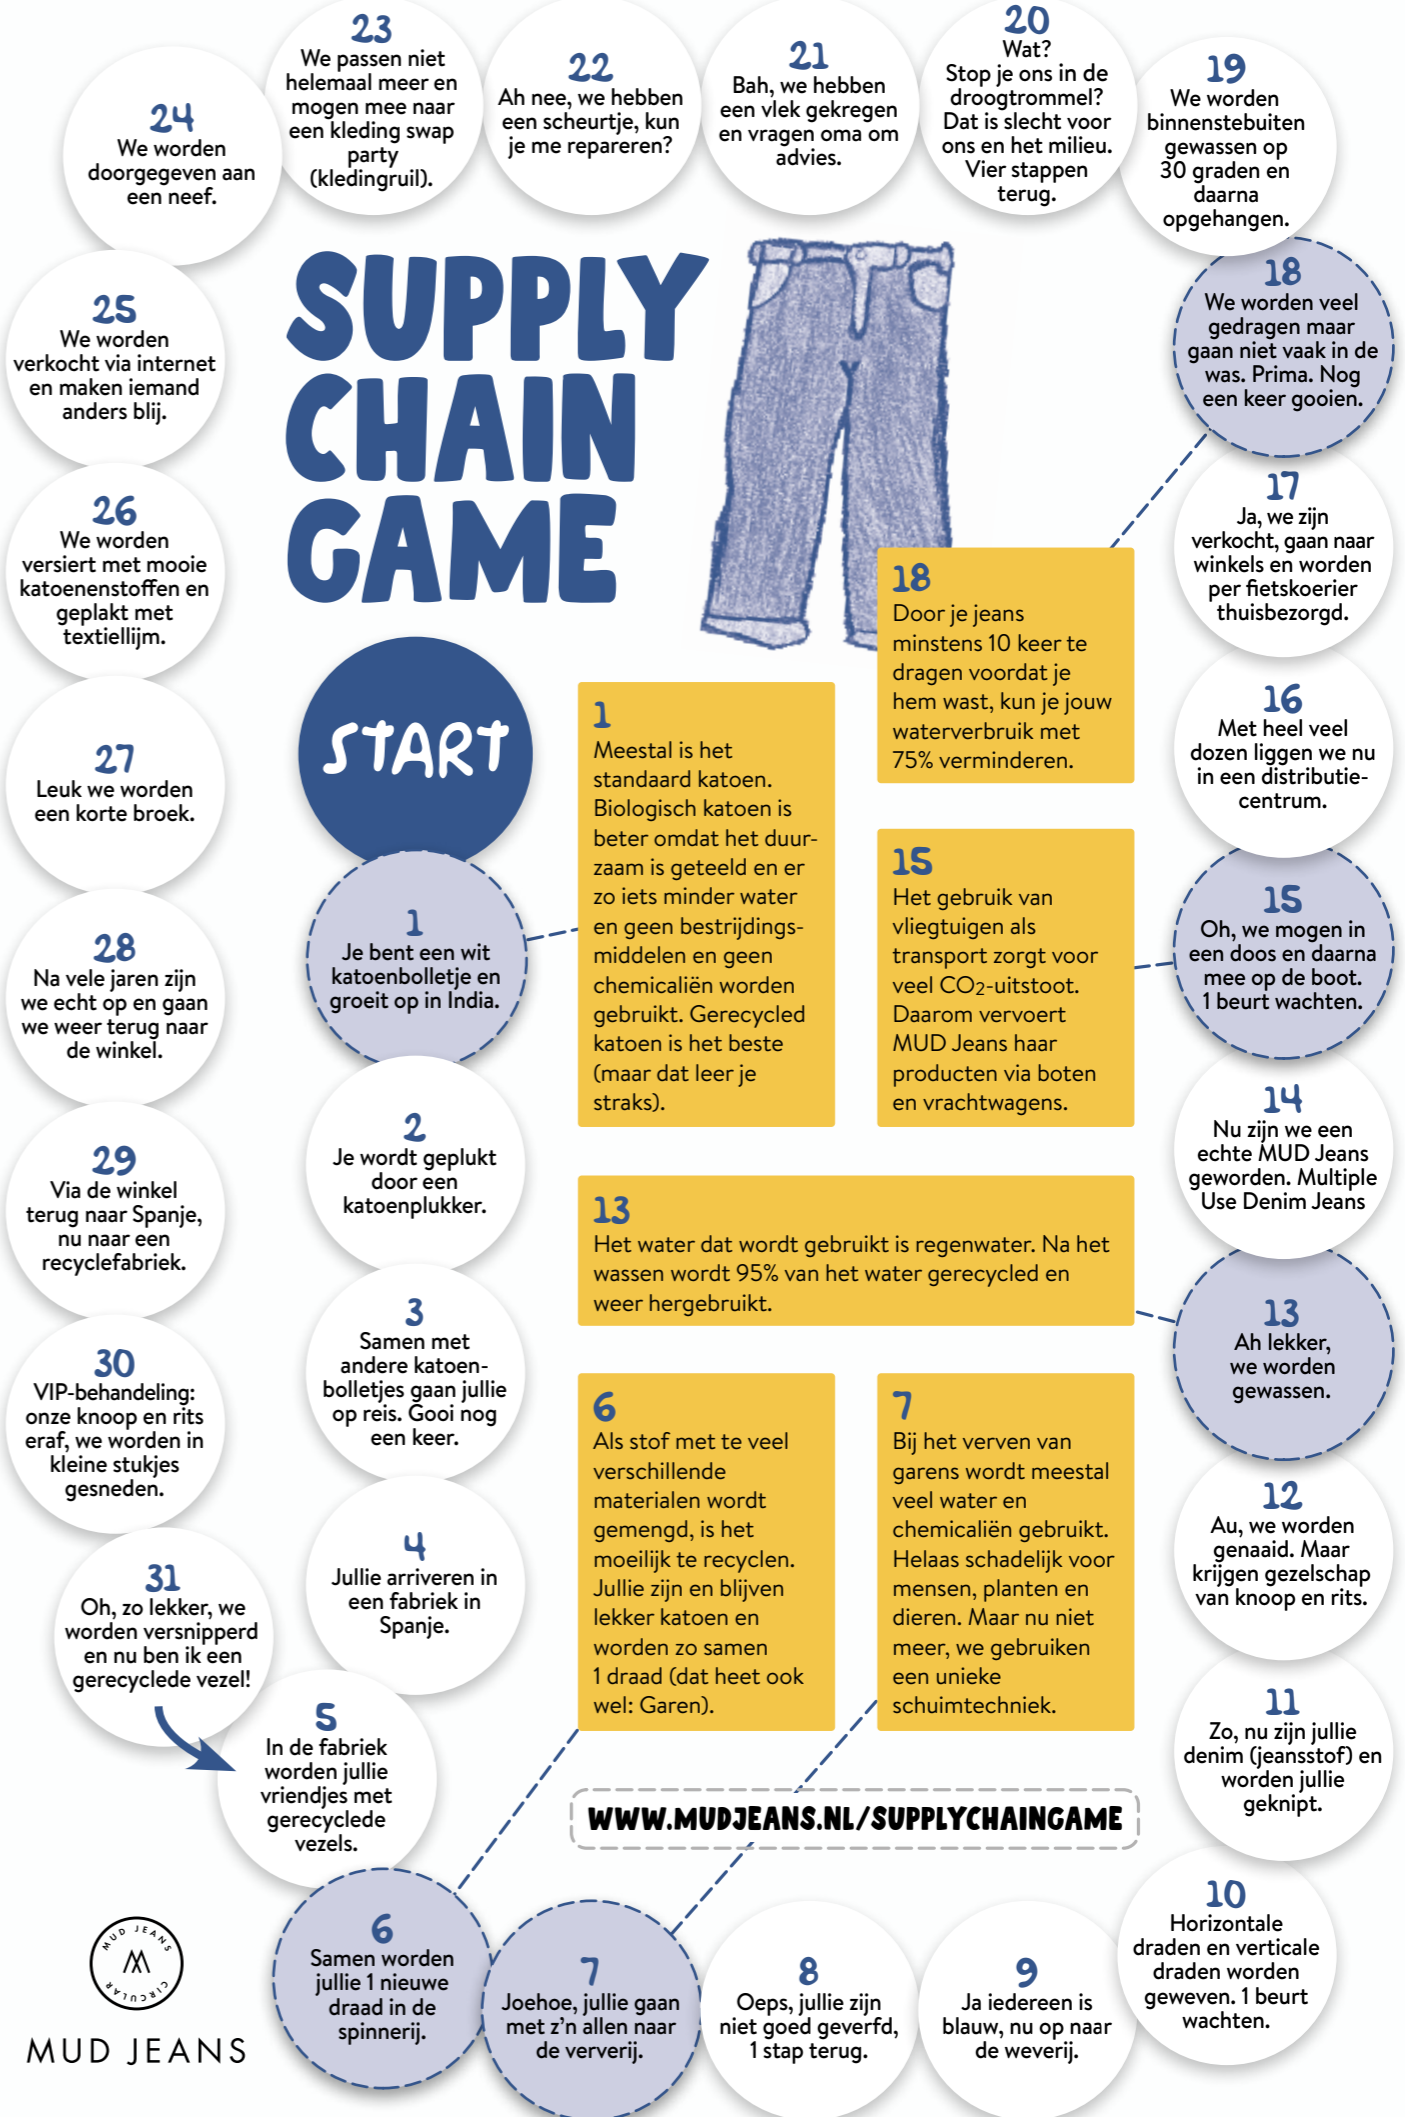 SUPPLY
CHAIN
GAME
START
1
Je bent een wit
katoenbolletje en
groeit op in India.
2
Je wordt geplukt
door een
katoenplukker.
3
Samen met
andere katoen-
bolletjes gaan jullie
op reis. Gooi nog
een keer.
4
Jullie arriveren in
een fabriek in
Spanje.
5
In de fabriek
worden jullie
vriendjes met
gerecyclede
vezels.
6
Samen worden
jullie 1 nieuwe
draad in de
spinnerij.
7
Joehoe, jullie gaan
met z'n allen naar
de ververij.
8
Oeps, jullie zijn
niet goed geverfd,
1 stap terug.
9
Ja iedereen is
blauw, nu op naar
de weverij.
10
Horizontale
draden en verticale
draden worden
geweven. 1 beurt
wachten.
11
Zo, nu zijn jullie
denim (jeansstof) en
worden jullie
geknipt.
12
Au, we worden
genaaid. Maar
krijgen gezelschap
van knoop en rits.
13
Ah lekker,
we worden
gewassen.
14
Nu zijn we een
echte MUD Jeans
geworden. Multiple
Use Denim Jeans
15
Oh, we mogen in
een doos en daarna
mee op de boot.
1 beurt wachten.
16
Met heel veel
dozen liggen we nu
in een distributie-
centrum.
17
Ja, we zijn
verkocht, gaan naar
winkels en worden
per fietskoerier
thuisbezorgd.
18
We worden veel
gedragen maar
gaan niet vaak in de
was. Prima. Nog
een keer gooien.
19
We worden
binnenstebuiten
gewassen op
30 graden en
daarna
opgehangen.
20
Wat?
Stop je ons in de
droogtrommel?
Dat is slecht voor
ons en het milieu.
Vier stappen
terug.
21
Bah, we hebben
een vlek gekregen
en vragen oma om
advies.
22
Ah nee, we hebben
een scheurtje, kun
je me repareren?
23
We passen niet
helemaal meer en
mogen mee naar
een kleding swap
party
(kledingruil).
24
We worden
doorgegeven aan
een neef.
25
We worden
verkocht via internet
en maken iemand
anders blij.
26
We worden
versiert met mooie
katoenenstoffen en
geplakt met
textiellijm.
27
Leuk we worden
een korte broek.
28
Na vele jaren zijn
we echt op en gaan
we weer terug naar
de winkel.
29
Via de winkel
terug naar Spanje,
nu naar een
recyclefabriek.
30
VIP-behandeling:
onze knoop en rits
eraf, we worden in
kleine stukjes
gesneden.
31
Oh, zo lekker, we
worden versnipperd
en nu ben ik een
gerecyclede vezel!
1
Meestal is het
standaard katoen.
Biologisch katoen is
beter omdat het duur-
zaam is geteeld en er
zo iets minder water
en geen bestrijdings-
middelen en geen
chemicaliën worden
gebruikt. Gerecycled
katoen is het beste
(maar dat leer je
straks).
18
Door je jeans
minstens 10 keer te
dragen voordat je
hem wast, kun je jouw
waterverbruik met
75% verminderen.
15
Het gebruik van
vliegtuigen als
transport zorgt voor
veel CO2-uitstoot.
Daarom vervoert
MUD Jeans haar
producten via boten
en vrachtwagens.
13
Het water dat wordt gebruikt is regenwater. Na het
wassen wordt 95% van het water gerecycled en
weer hergebruikt.
6
Als stof met te veel
verschillende
materialen wordt
gemengd, is het
moeilijk te recyclen.
Jullie zijn en blijven
lekker katoen en
worden zo samen
1 draad (dat heet ook
wel: Garen).
7
Bij het verven van
garens wordt meestal
veel water en
chemicaliën gebruikt.
Helaas schadelijk voor
mensen, planten en
dieren. Maar nu niet
meer, we gebruiken
een unieke
schuimtechniek.
WWW.MUDJEANS.NL/SUPPLYCHAINGAME
MUD JEANS
CIRCULAR
MUD JEANS